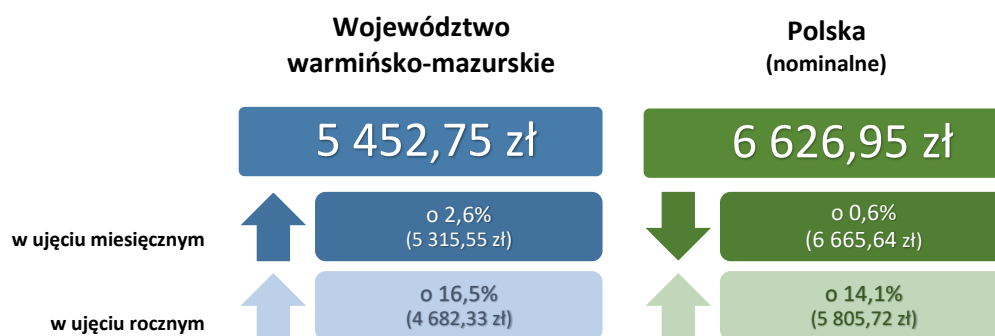 Województwo
warmińsko-mazurskie
Polska
(nominalne)
5 452,75 zł
6 626,95 zł
w ujęciu miesięcznym
o 2,6%
(5 315,55 zł)
o 0,6%
(6 665,64 zł)
w ujęciu rocznym
o 16,5%
(4 682,33 zł)
o 14,1%
(5 805,72 zł)